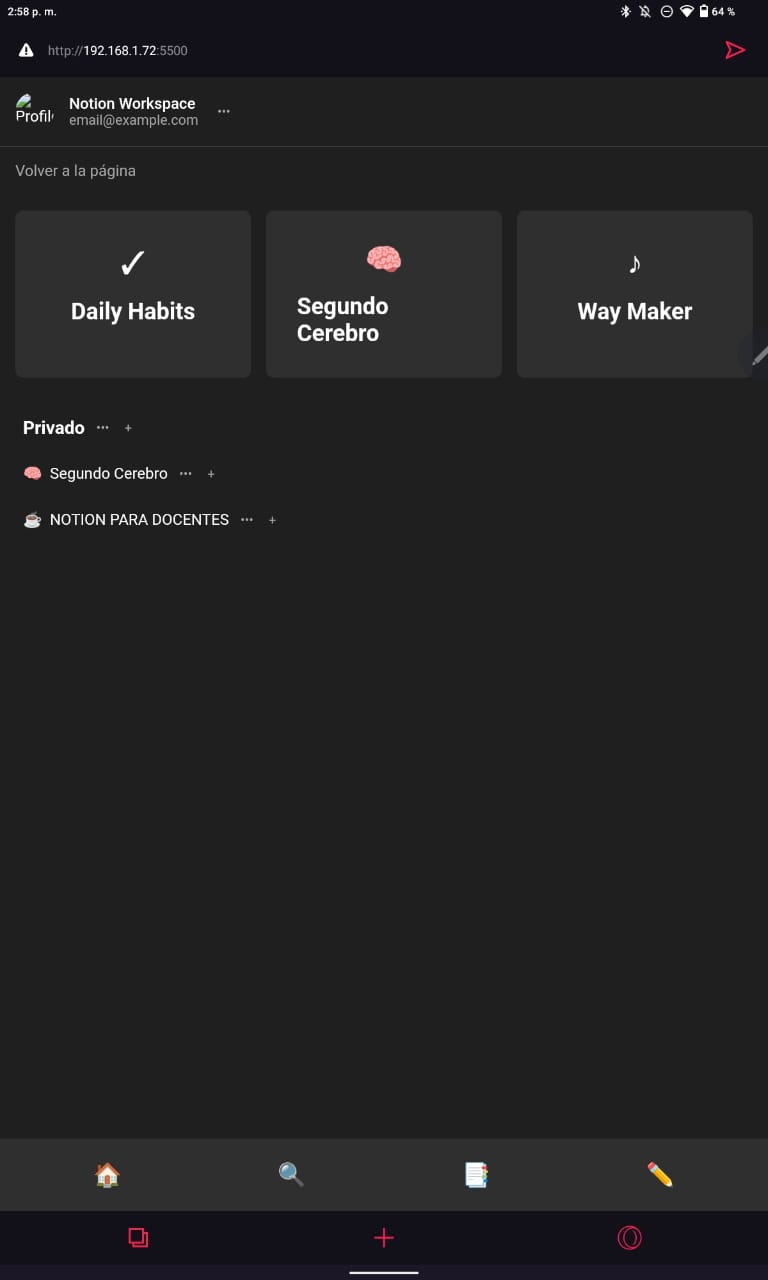 2:58 p. m.
64 %
http://192.168.1.72:5500
Profil
Notion Workspace
email@example.com
Volver a la página
Daily Habits
Segundo
Cerebro
Way Maker
Privado
Segundo Cerebro
NOTION PARA DOCENTES